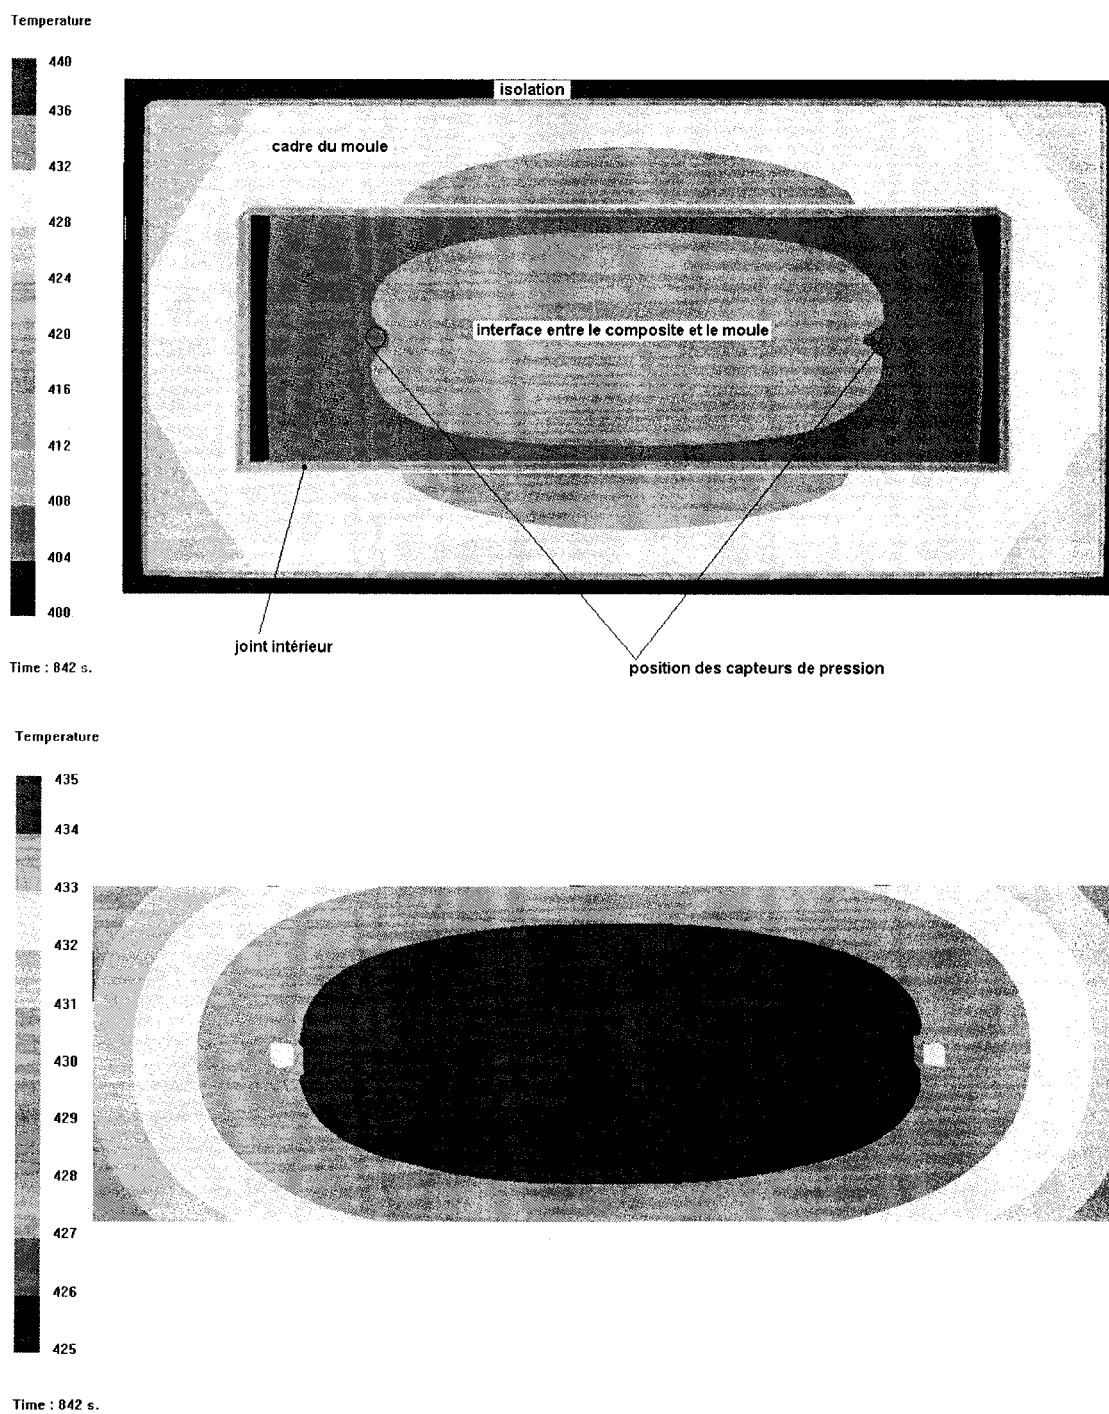 Temperature
440
436
432
428
424
420
416
412
408
404
400
isolation
cadre du moule
interface entre le composite et le moule
joint intérieur
position des capteurs de pression
Time : 842 s.
Temperature
435
434
433
432
431
430
429
428
427
426
425
Time : 842 s.